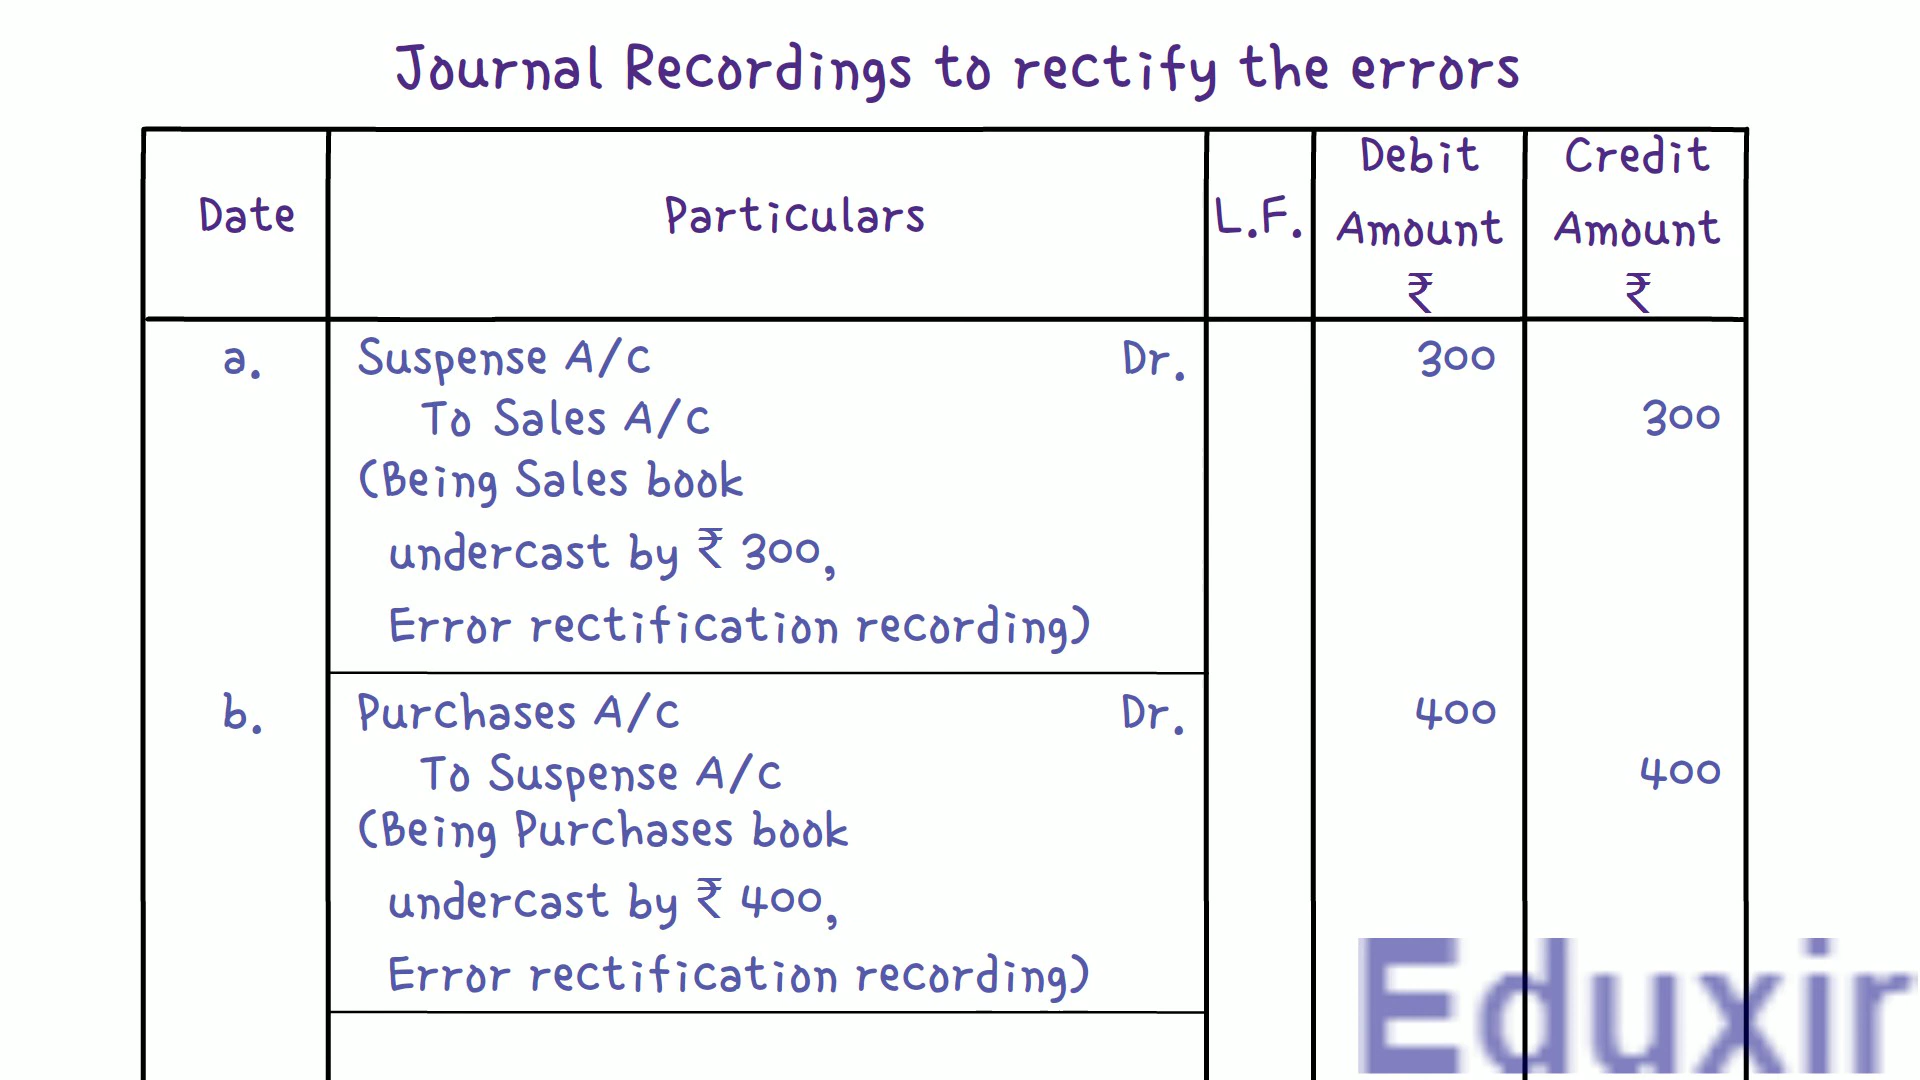 Journal Recordings to rectify the errors
Date Particulars L.F. Debit Amount ₹ Credit Amount ₹
a. Suspense A/c Dr. 300
To Sales A/c 300
(Being Sales book
undercast by ₹ 300,
Error rectification recording)
b. Purchases A/c Dr. 400
To Suspense A/c 400
(Being Purchases book
undercast by ₹ 400,
Error rectification recording)
Eduxir